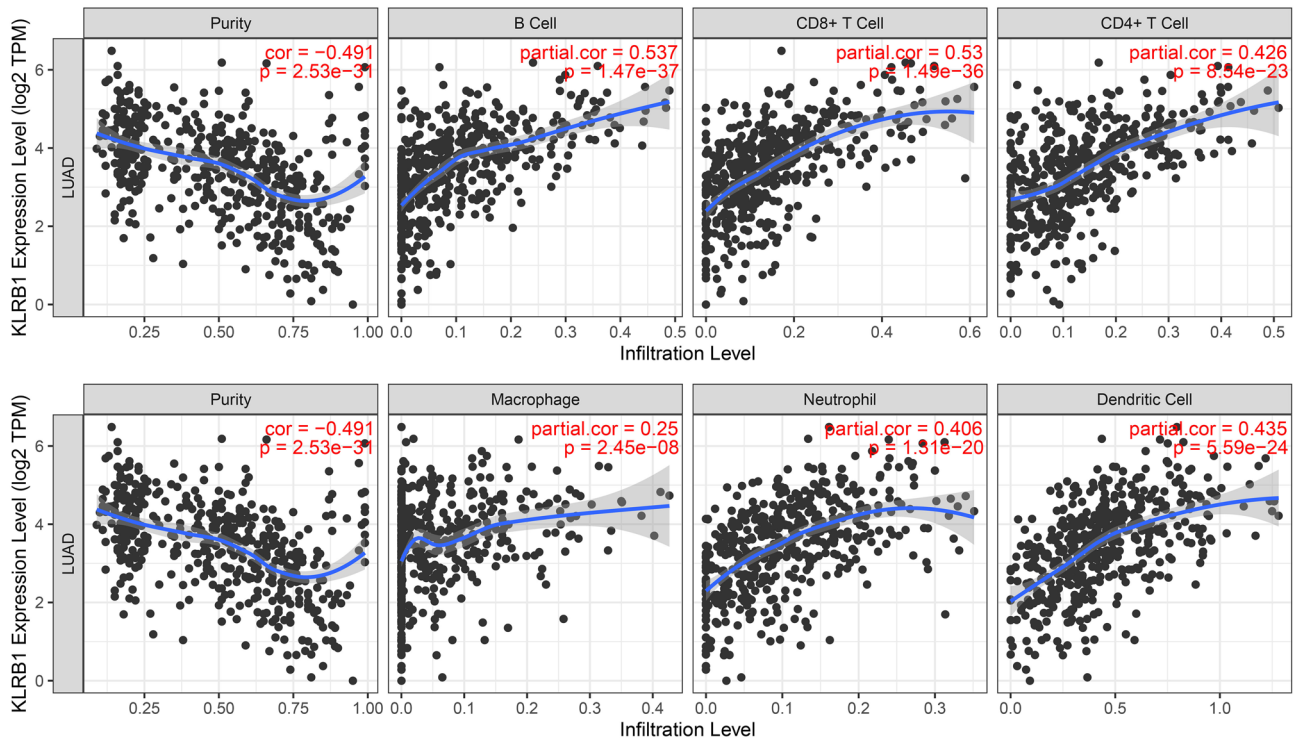 Purity
B Cell
CD8+ T Cell
CD4+ T Cell
cor = −0.491
p = 2.53e−31
partial.cor = 0.537
p = 1.47e−37
partial.cor = 0.53
p = 1.49e−36
partial.cor = 0.426
p = 8.54e−23
KLRB1 Expression Level (log2 TPM)
LUAD
6
4
2
0
0.25 0.50 0.75 1.00
0.0 0.1 0.2 0.3 0.4 0.5
0.0 0.2 0.4 0.6
0.0 0.1 0.2 0.3 0.4 0.5
Infiltration Level
Purity
Macrophage
Neutrophil
Dendritic Cell
cor = −0.491
p = 2.53e−31
partial.cor = 0.25
p = 2.45e−08
partial.cor = 0.406
p = 1.31e−20
partial.cor = 0.435
p = 5.59e−24
KLRB1 Expression Level (log2 TPM)
LUAD
6
4
2
0
0.25 0.50 0.75 1.00
0.0 0.1 0.2 0.3 0.4
0.0 0.1 0.2 0.3
0.0 0.5 1.0
Infiltration Level